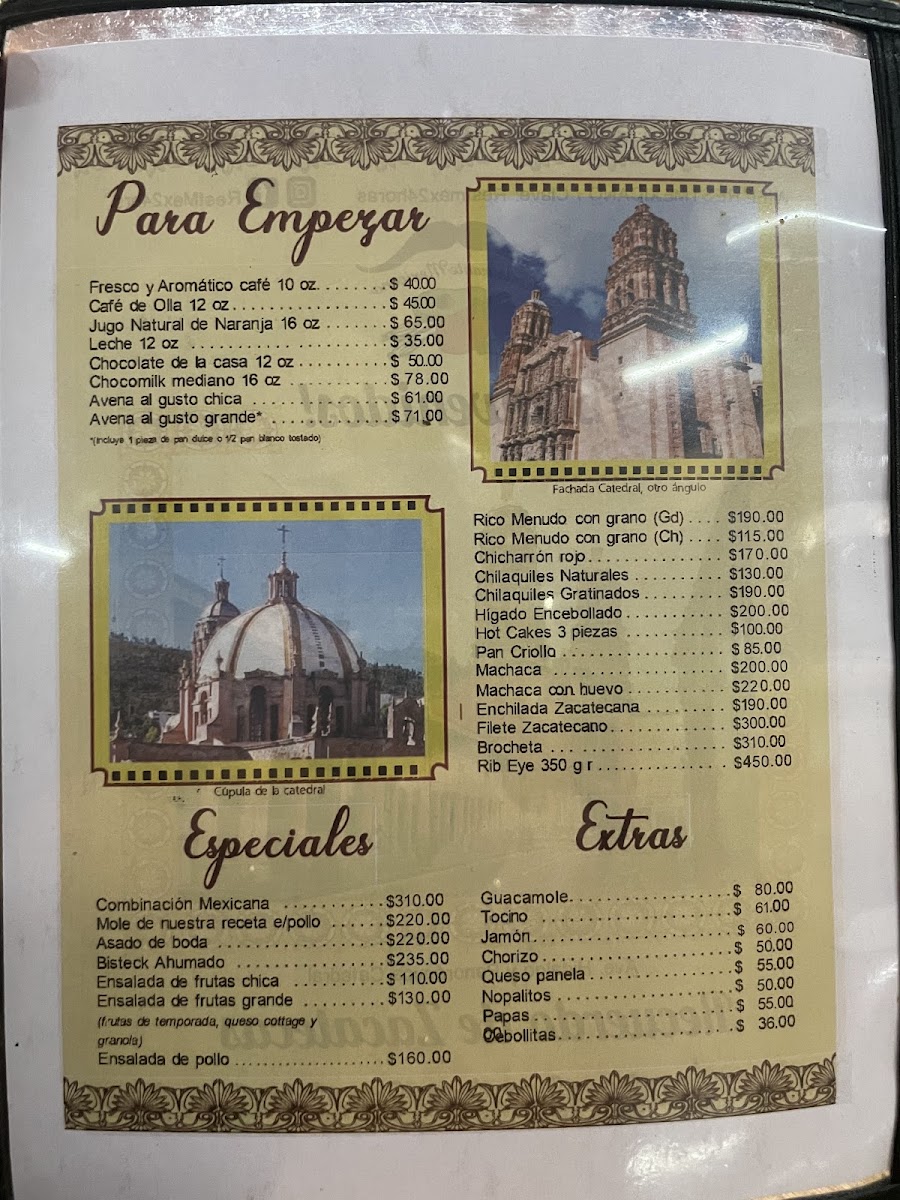 Para Empezar
Fresco y Aromático café 10 oz........$ 40.00
Café de Olla 12 oz...................$ 45.00
Jugo Natural de Naranja 16 oz .......$ 65.00
Leche 12 oz .....................$ 35.00
Chocolate de la casa 12 oz..........$ 50.00
Chocomilk mediano 16 oz ...........$ 78.00
Avena al gusto chica ...............$ 61.00
Avena al gusto grande* .............$ 71.00
*(incluye 1 pieza de pan dulce o 1/2 pan blanco tostado)
Fachada Catedral, otro ángulo
Rico Menudo con grano (Gd) .... $190.00
Rico Menudo con grano (Ch) .... $115.00
Chicharrón rojo............... $170.00
Chilaquiles Naturales .......... $130.00
Chilaquiles Gratinados ......... $190.00
Hígado Encebollado........... $200.00
Hot Cakes 3 piezas ........... $100.00
Pan Criollo .................. $ 85.00
Machaca .................... $200.00
Machaca con huevo ........... $220.00
Enchilada Zacatecana ......... $190.00
Filete Zacatecano............. $300.00
Brocheta ... ................. $310.00
Rib Eye 350 g r ............... $450.00
Cúpula de la catedral
Especiales
Combinación Mexicana ............$310.00
Mole de nuestra receta e/pollo ......$220.00
Asado de boda ..................$220.00
Bisteck Ahumado ................$235.00
Ensalada de frutas chica ..........$ 110.00
Ensalada de frutas grande .........$130.00
(frutas de temporada, queso cottage y
granola)
Ensalada de pollo .................$160.00
Extras
Guacamole....................$ 80.00
Tocino ......................$ 61.00
Jamón.......................$ 60.00
Chorizo .....................$ 50.00
Queso panela ................$ 55.00
Nopalitos ....................$ 50.00
Papas.......................$ 55.00
Cebollitas....................$ 36.00